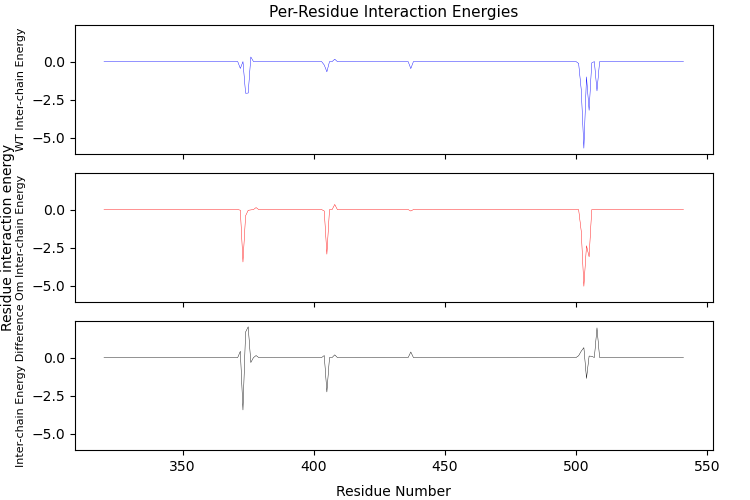 Per-Residue Interaction Energies
Residue interaction energy
WT Inter-chain Energy
0.0
−2.5
−5.0
Om Inter-chain Energy
0.0
−2.5
−5.0
Inter-chain Energy Difference
0.0
−2.5
−5.0
350
400
450
500
550
Residue Number